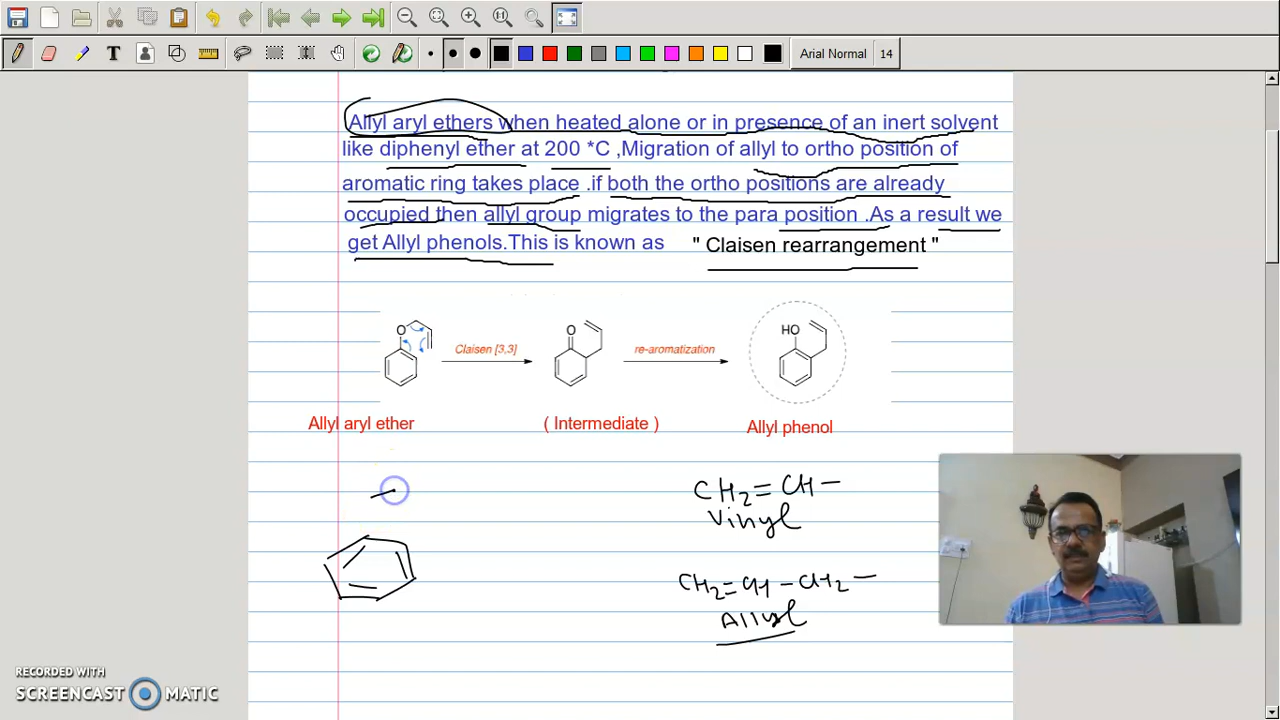 Arial Normal 14
Allyl aryl ethers when heated alone or in presence of an inert solvent
like diphenyl ether at 200 *C ,Migration of allyl to ortho position of
aromatic ring takes place .if both the ortho positions are already
occupied then allyl group migrates to the para position .As a result we
get Allyl phenols.This is known as " Claisen rearrangement "
O O HO
Claisen [3,3] re-aromatization
Allyl aryl ether ( Intermediate ) Allyl phenol
CH2=CH-
Vinyl
CH2=CH-CH2-
Allyl
RECORDED WITH
SCREENCAST MATIC